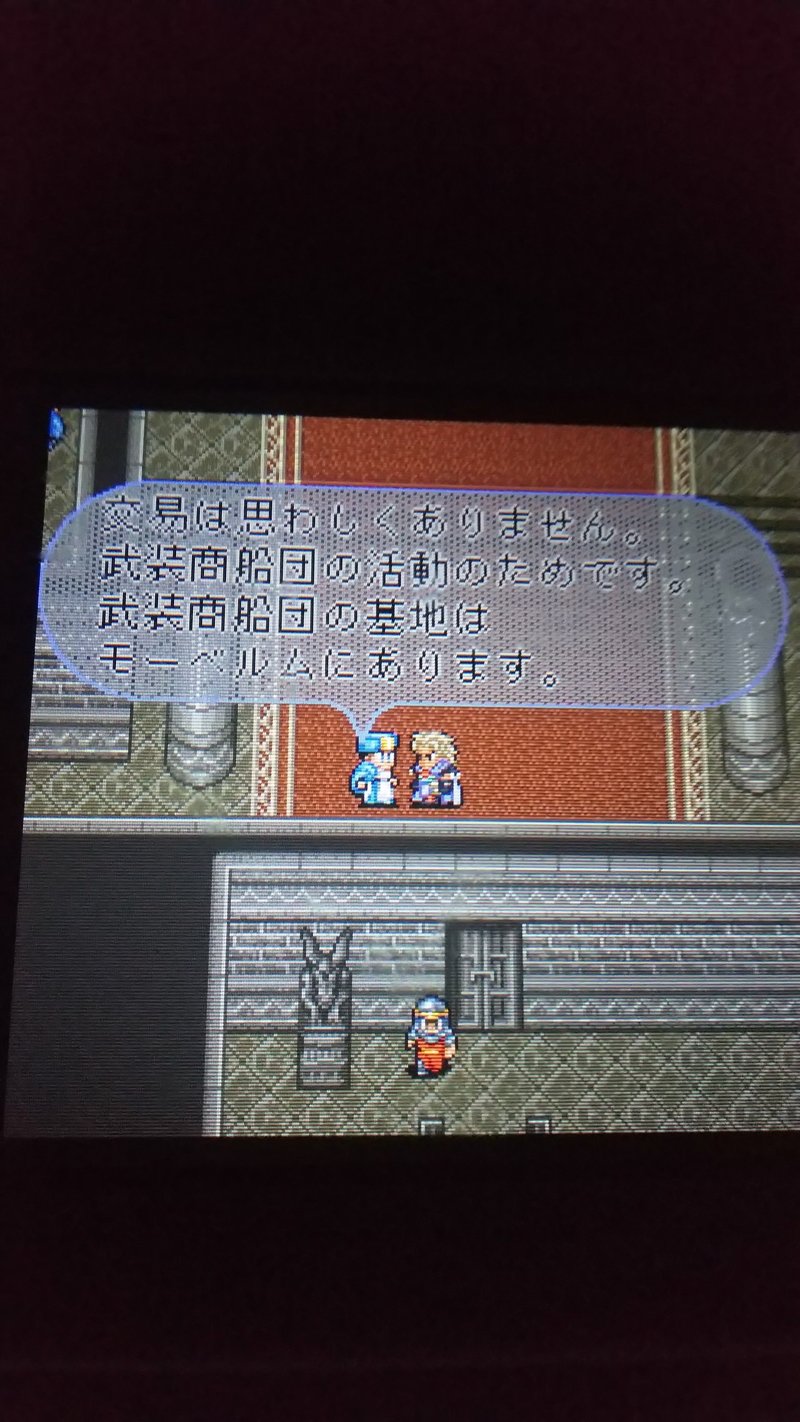 交易は思わしくありません。
武装商船団の活動のためです。
武装商船団の基地は
モーベルムにあります。